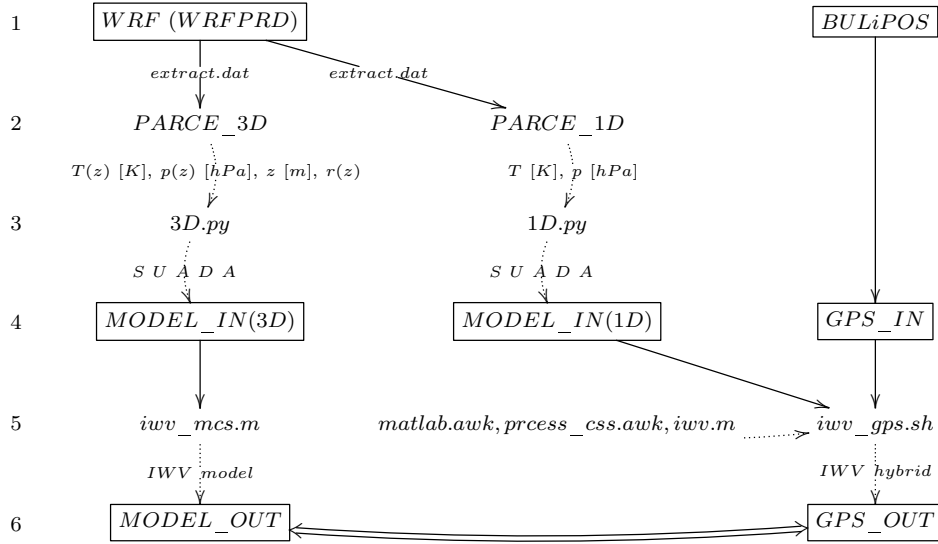 1 WRF (WRFPRD) BULiPOS
extract.dat extract.dat
2 PARCE_3D PARCE_1D
T(z) [K], p(z) [hPa], z [m], r(z) T [K], p [hPa]
3 3D.py 1D.py
S U A D A S U A D A
4 MODEL_IN(3D) MODEL_IN(1D) GPS_IN
5 iwv_mcs.m matlab.awk, prcess_css.awk, iwv.m iwv_gps.sh
IWV model IWV hybrid
6 MODEL_OUT GPS_OUT